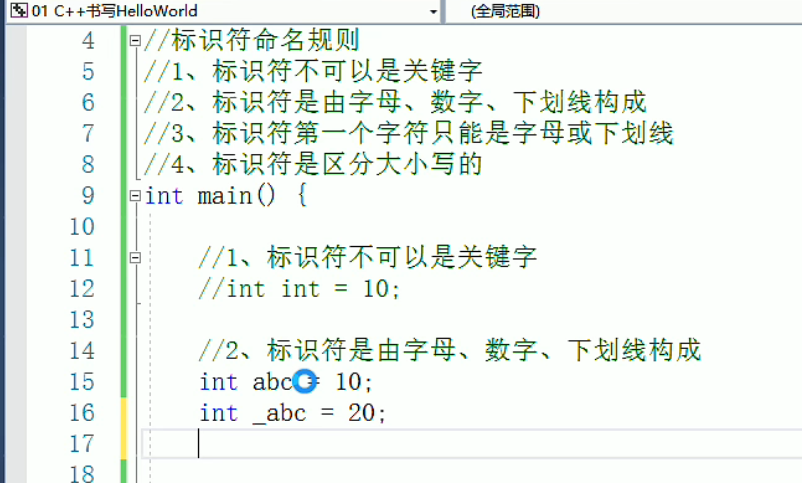 01 C++书写HelloWorld (全局范围)
4 //标识符命名规则
5 //1、标识符不可以是关键字
6 //2、标识符是由字母、数字、下划线构成
7 //3、标识符第一个字符只能是字母或下划线
8 //4、标识符是区分大小写的
9 int main() {
10
11 //1、标识符不可以是关键字
12 //int int = 10;
13
14 //2、标识符是由字母、数字、下划线构成
15 int abc = 10;
16 int _abc = 20;
17
18